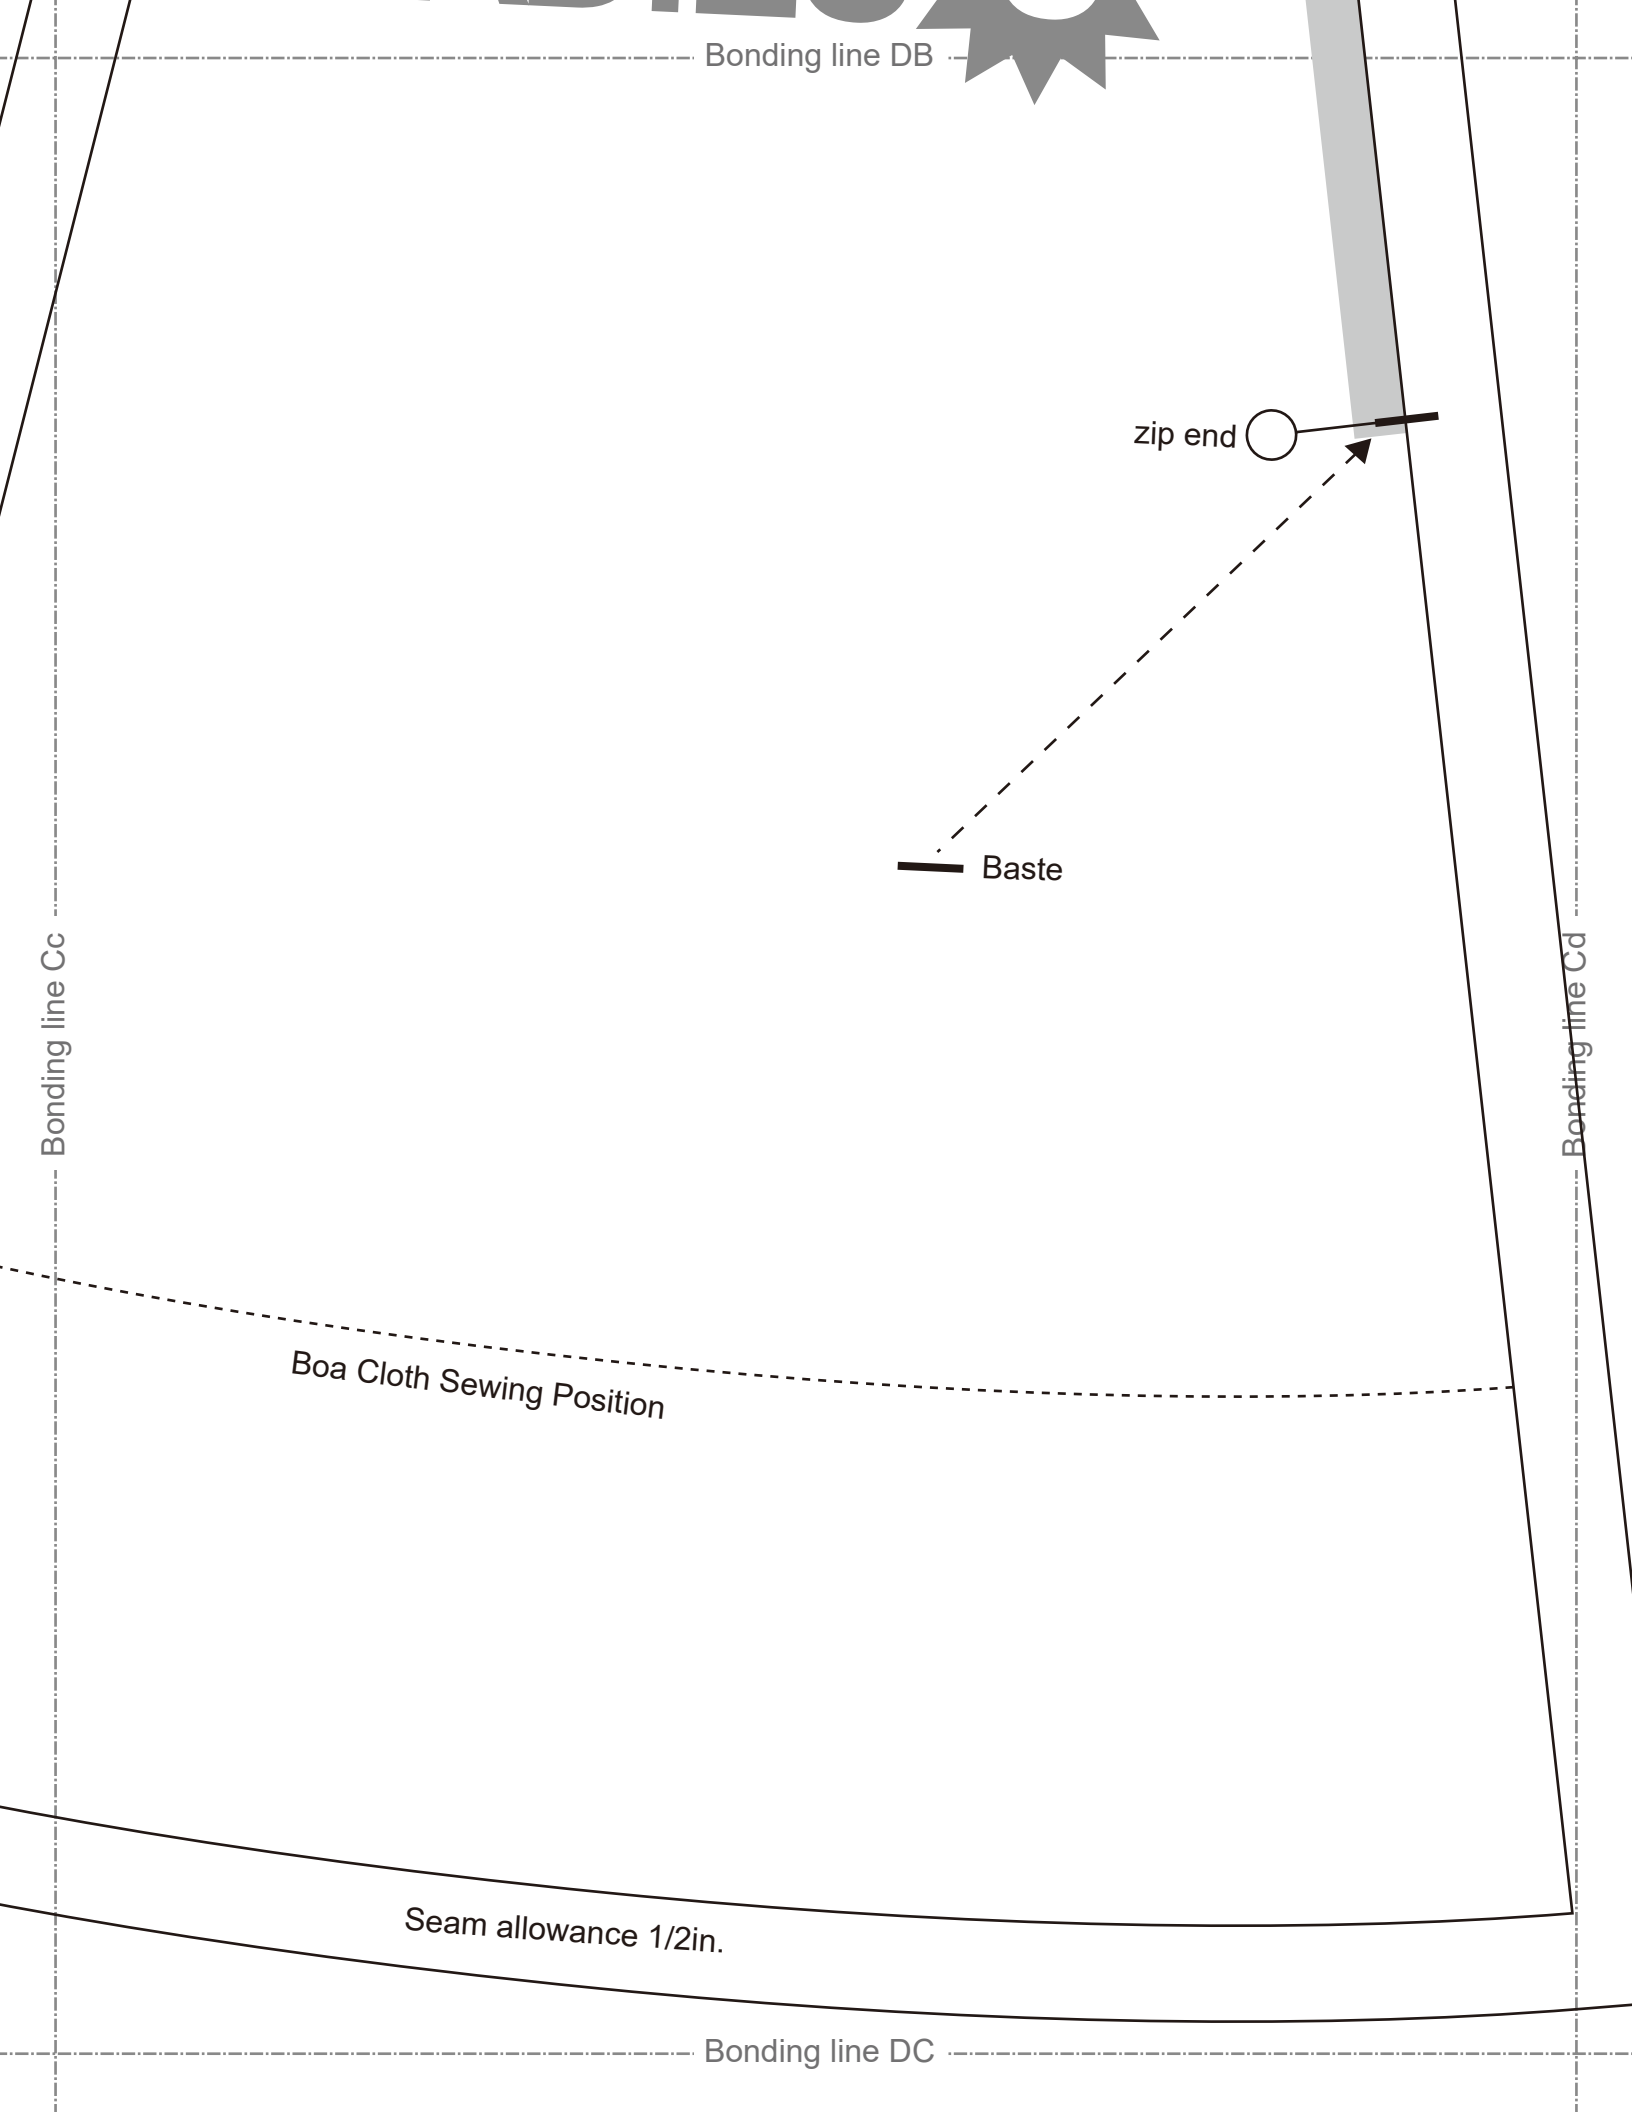 Bonding line DB
zip end
Baste
Bonding line Cc
Bonding line Cd
Boa Cloth Sewing Position
Seam allowance 1/2in.
Bonding line DC